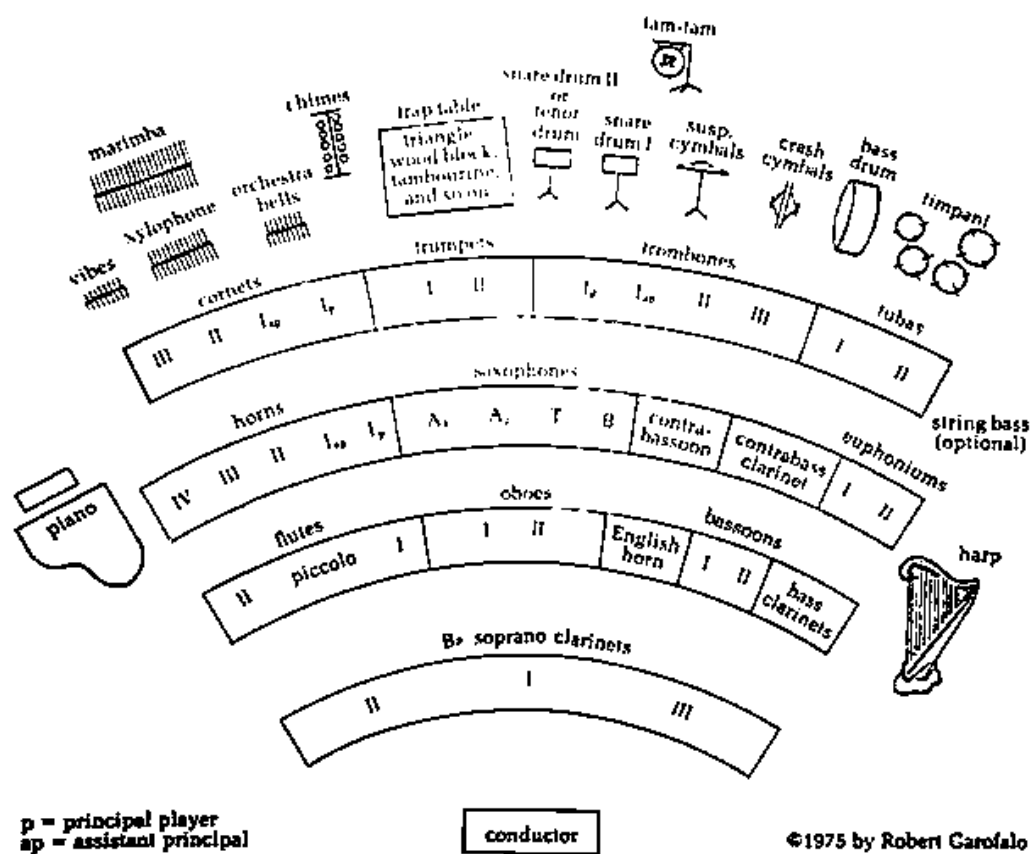 tam-tam
snare drum II
or
tenor
drum
snare
drum I
susp.
cymbals
crash
cymbals
bass
drum
timpani
chimes
trap table
triangle
wood block,
tambourine,
and so on
marimba
orchestra
bells
xylophone
vibes
cornets
trumpets
trombones
tubas
III II Iap Ip I II Ip Iap II III I II
string bass
(optional)
horns
saxophones
euphoniums
IV III II Iap Ip A₁ A₂ T B
contra-
bassoon
contrabass
clarinet
I II
piano
flutes
oboes
bassoons
II piccolo I I II
English
horn
I II
bass
clarinets
harp
B♭ soprano clarinets
II I III
p = principal player
ap = assistant principal
conductor
©1975 by Robert Garofalo